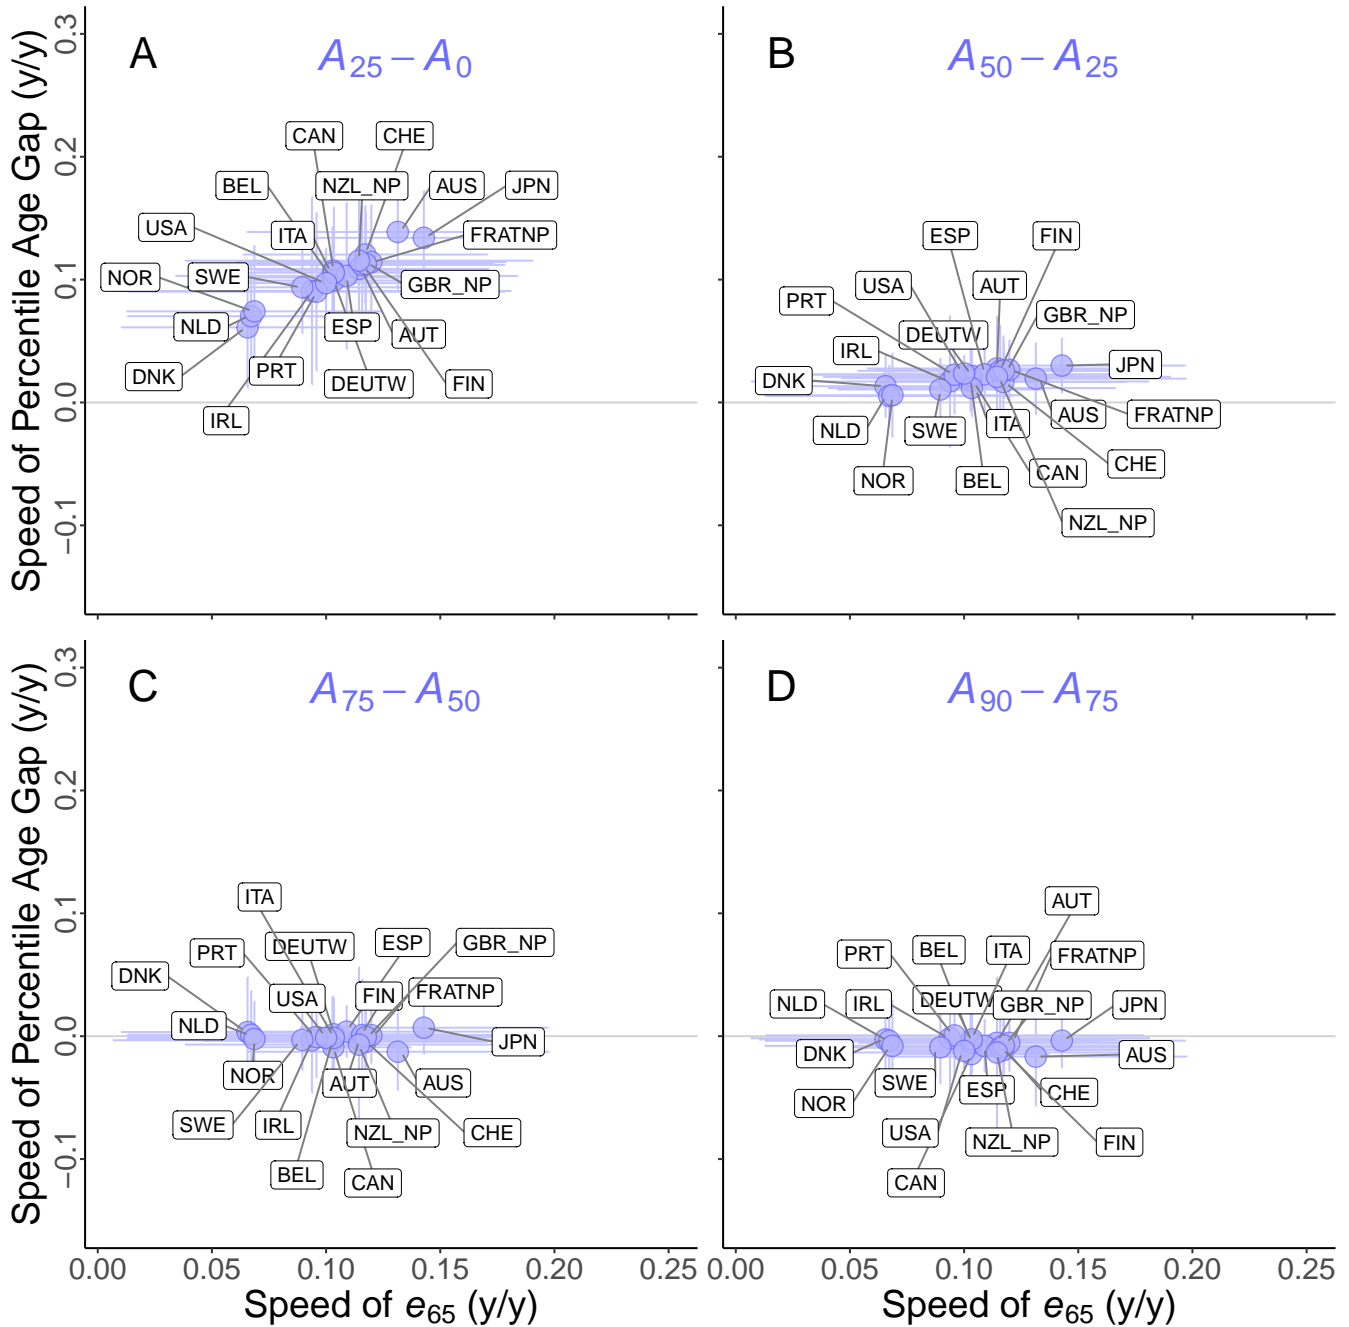 A
A25 – A0
B
A50 – A25
Speed of Percentile Age Gap (y/y)
0.3
0.2
0.1
0.0
−0.1
CAN
CHE
BEL
NZL_NP
AUS
JPN
USA
ITA
FRATNP
NOR
SWE
GBR_NP
NLD
ESP
AUT
DNK
PRT
DEUTW
FIN
IRL
ESP
FIN
USA
AUT
PRT
GBR_NP
DEUTW
IRL
JPN
DNK
NLD
SWE
ITA
AUS
FRATNP
NOR
BEL
CAN
CHE
NZL_NP
C
A75 – A50
D
A90 – A75
Speed of Percentile Age Gap (y/y)
0.3
0.2
0.1
0.0
−0.1
ITA
PRT
DEUTW
ESP
GBR_NP
DNK
USA
FIN
FRATNP
NLD
JPN
NOR
AUT
AUS
SWE
IRL
NZL_NP
CHE
BEL
CAN
AUT
PRT
BEL
ITA
FRATNP
NLD
IRL
DEUTW
GBR_NP
JPN
DNK
AUS
NOR
SWE
ESP
CHE
USA
NZL_NP
FIN
CAN
0.00 0.05 0.10 0.15 0.20 0.25
0.00 0.05 0.10 0.15 0.20 0.25
Speed of e65 (y/y)
Speed of e65 (y/y)